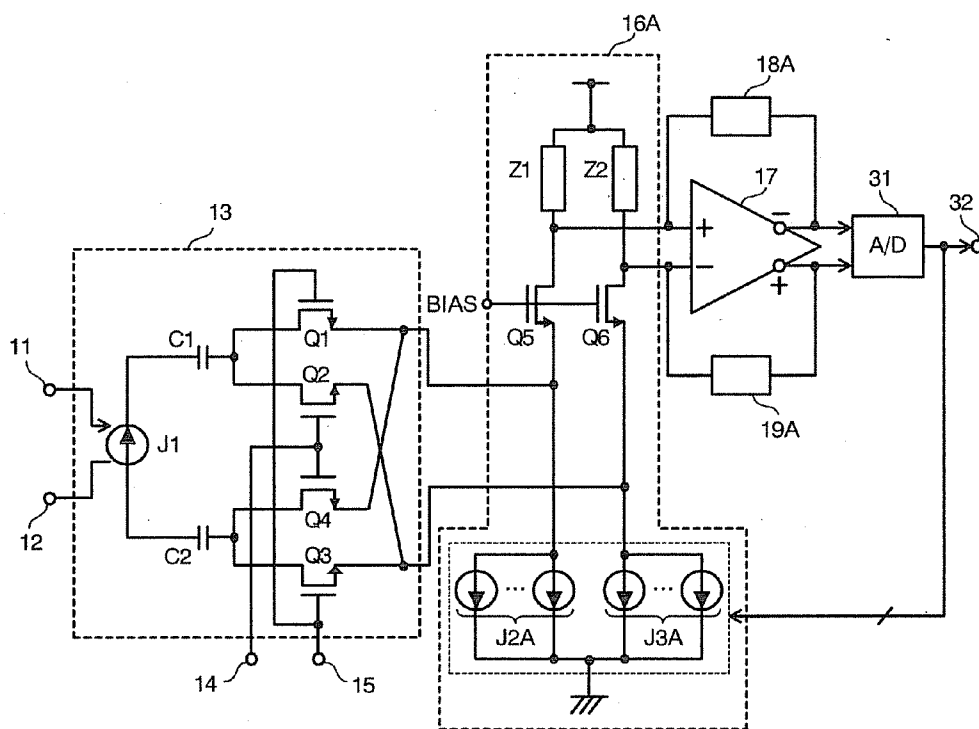 16A
18A
Z1
Z2
17
31
32
13
A/D
+
−
−
+
BIAS
Q1
Q5
Q6
C1
11
Q2
19A
J1
Q4
12
C2
Q3
...
...
J2A
J3A
14
15